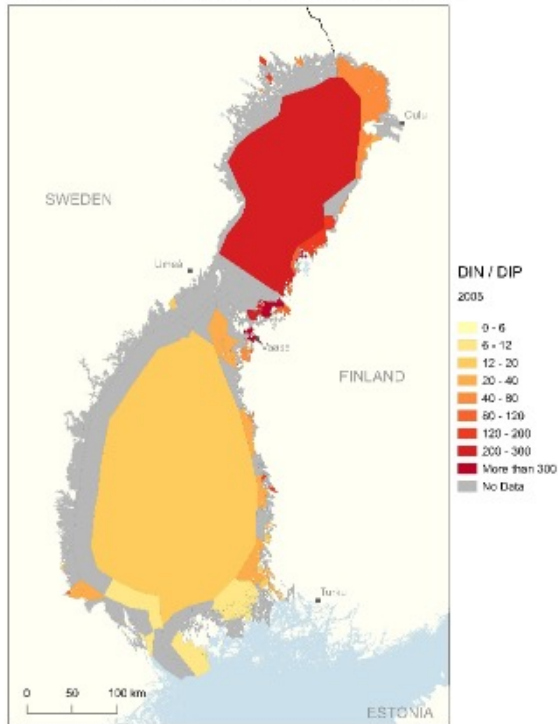 Oulu
SWEDEN
Umeå
DIN / DIP
2005
0 - 6
6 - 12
12 - 20
20 - 40
40 - 80
80 - 120
120 - 200
200 - 300
More than 300
No Data
Vaasa
FINLAND
Turku
0 50 100 km
ESTONIA